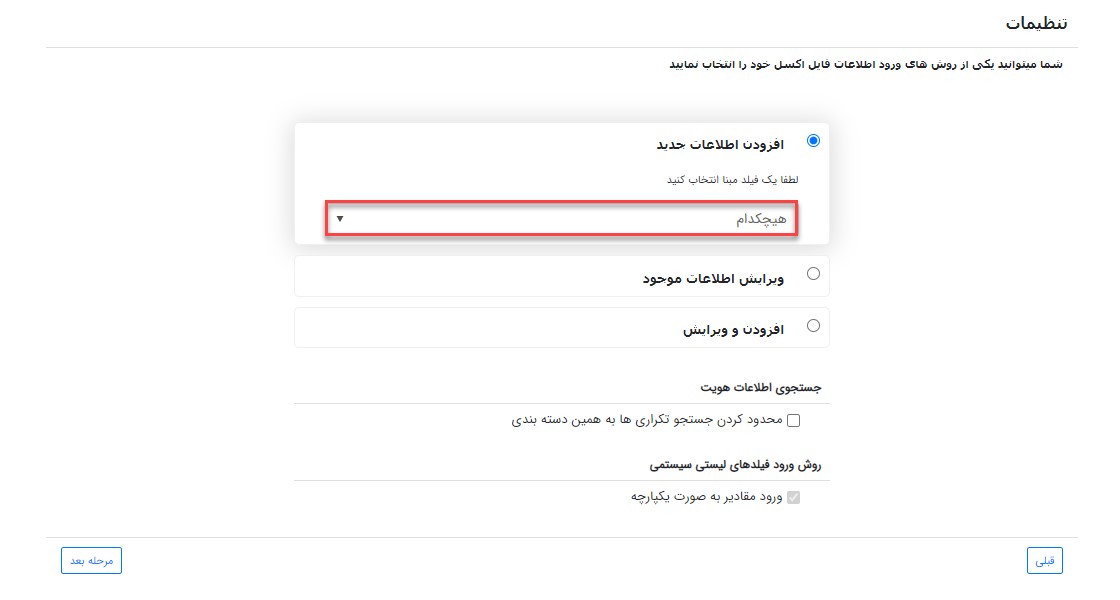 تنظیمات
شما میتوانید یکی از روش های ورود اطلاعات فایل اکسل خود را انتخاب نمایید
افزودن اطلاعات جدید
لطفا یک فیلد مبنا انتخاب کنید
هیچکدام
ویرایش اطلاعات موجود
افزودن و ویرایش
جستجوی اطلاعات هویت
محدود کردن جستجو تکراری ها به همین دسته بندی
روش ورود فیلدهای لیستی سیستمی
ورود مقادیر به صورت یکپارچه
قبلی
مرحله بعد